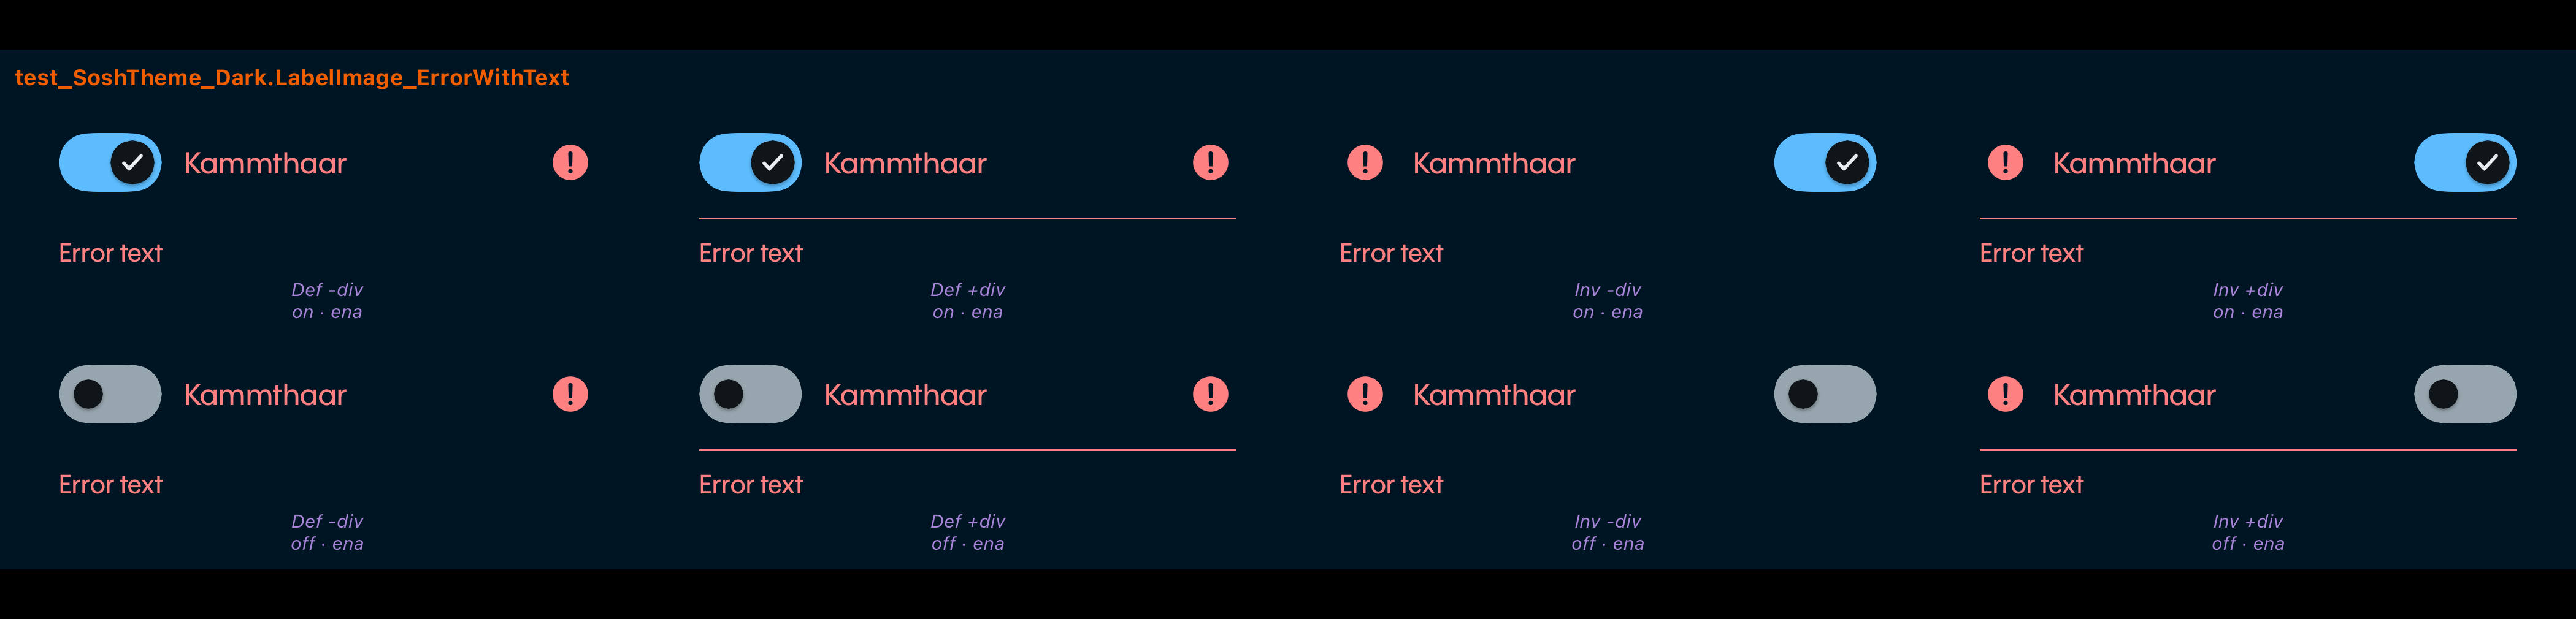 test_SoshTheme_Dark.LabelImage_ErrorWithText
Kammthaar
Kammthaar
Kammthaar
Kammthaar
Error text
Error text
Error text
Error text
Def -div
on · ena
Def +div
on · ena
Inv -div
on · ena
Inv +div
on · ena
Kammthaar
Kammthaar
Kammthaar
Kammthaar
Error text
Error text
Error text
Error text
Def -div
off · ena
Def +div
off · ena
Inv -div
off · ena
Inv +div
off · ena